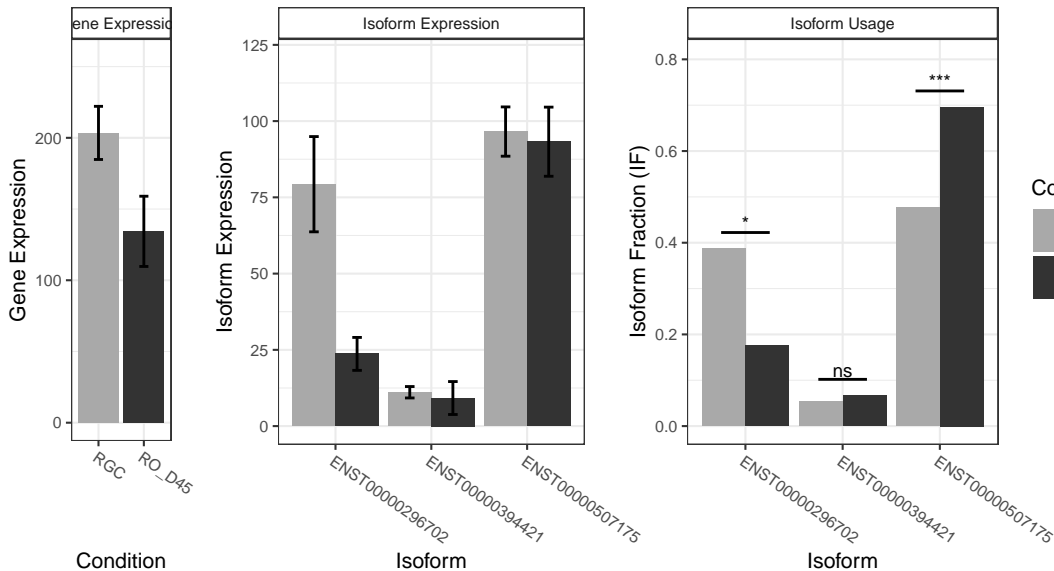 ene Expressio
Gene Expression
200
100
0
RGC
RO_D45
Condition
Isoform Expression
Isoform Expression
125
100
75
50
25
0
ENST00000296702
ENST00000394421
ENST00000507175
Isoform
Isoform Usage
Isoform Fraction (IF)
0.8
0.6
0.4
0.2
0.0
*
ns
***
ENST00000296702
ENST00000394421
ENST00000507175
Isoform
Co